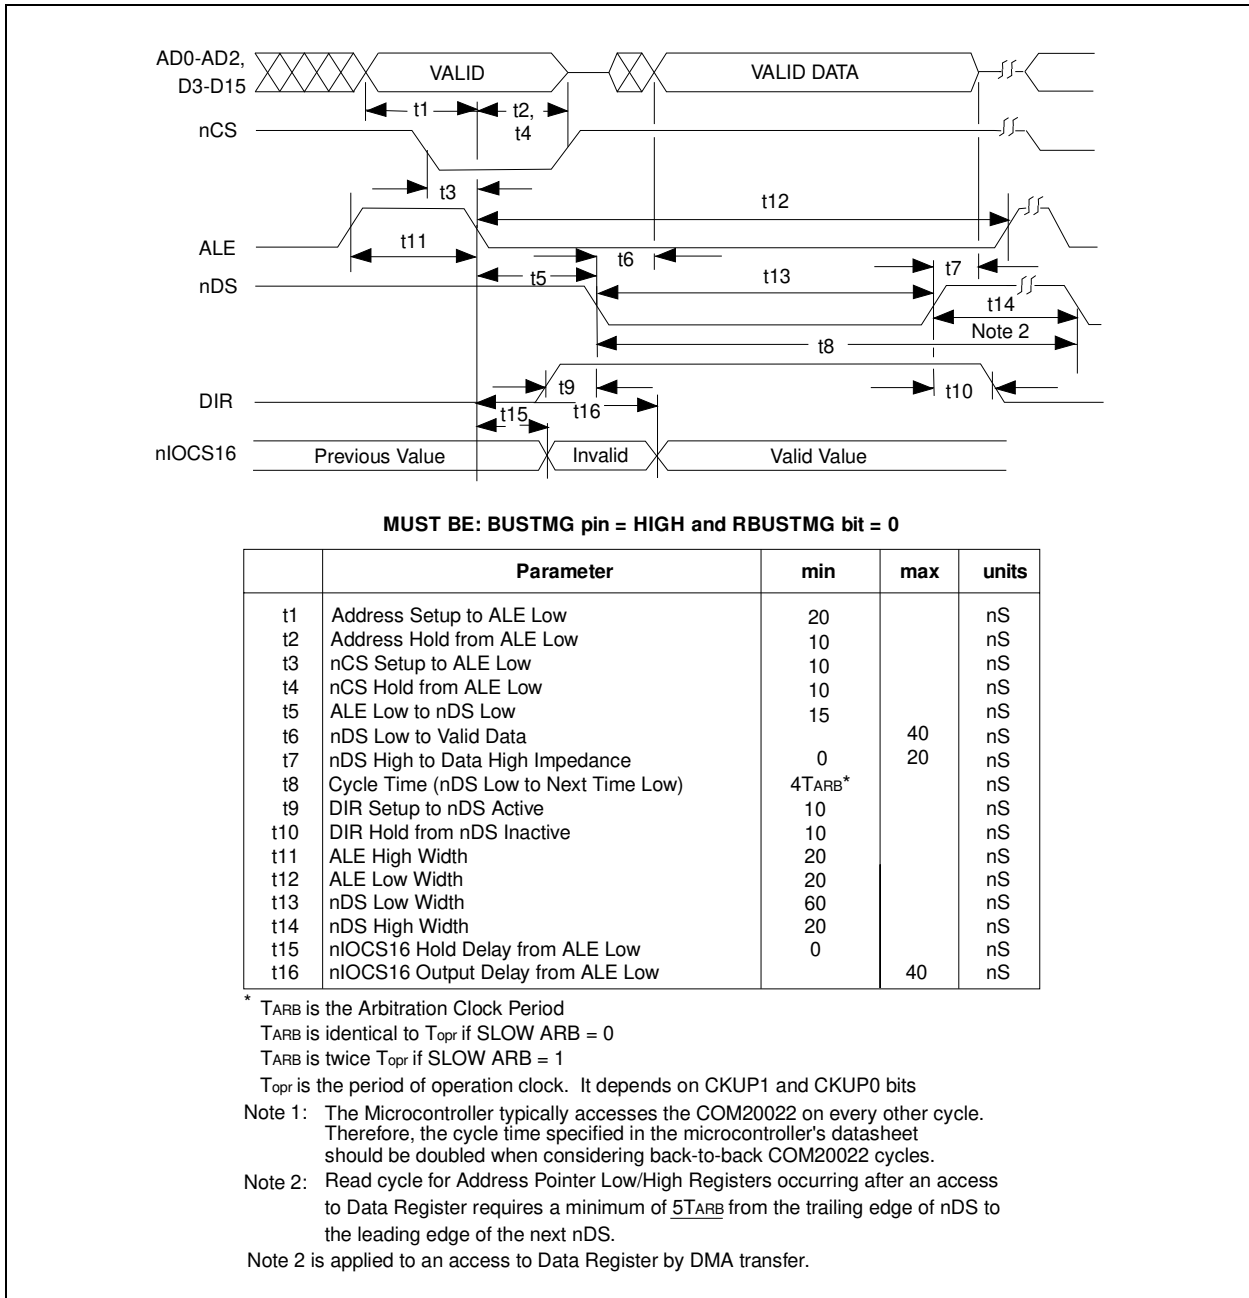 AD0-AD2,
D3-D15
VALID
VALID DATA
t1
t2,
t4
nCS
t3
t12
ALE
t11
t6
t7
t5
t13
nDS
t14
Note 2
t8
t9
t10
DIR
t15
t16
nIOCS16
Previous Value
Invalid
Valid Value
MUST BE: BUSTMG pin = HIGH and RBUSTMG bit = 0
Parameter min max units
t1 Address Setup to ALE Low 20 nS
t2 Address Hold from ALE Low 10 nS
t3 nCS Setup to ALE Low 10 nS
t4 nCS Hold from ALE Low 10 nS
t5 ALE Low to nDS Low 15 nS
t6 nDS Low to Valid Data 40 nS
t7 nDS High to Data High Impedance 0 20 nS
t8 Cycle Time (nDS Low to Next Time Low) 4TARB* nS
t9 DIR Setup to nDS Active 10 nS
t10 DIR Hold from nDS Inactive 10 nS
t11 ALE High Width 20 nS
t12 ALE Low Width 20 nS
t13 nDS Low Width 60 nS
t14 nDS High Width 20 nS
t15 nIOCS16 Hold Delay from ALE Low 0 nS
t16 nIOCS16 Output Delay from ALE Low 40 nS
* TARB is the Arbitration Clock Period
TARB is identical to Topr if SLOW ARB = 0
TARB is twice Topr if SLOW ARB = 1
Topr is the period of operation clock. It depends on CKUP1 and CKUP0 bits
Note 1: The Microcontroller typically accesses the COM20022 on every other cycle.
Therefore, the cycle time specified in the microcontroller's datasheet
should be doubled when considering back-to-back COM20022 cycles.
Note 2: Read cycle for Address Pointer Low/High Registers occurring after an access
to Data Register requires a minimum of 5TARB from the trailing edge of nDS to
the leading edge of the next nDS.
Note 2 is applied to an access to Data Register by DMA transfer.